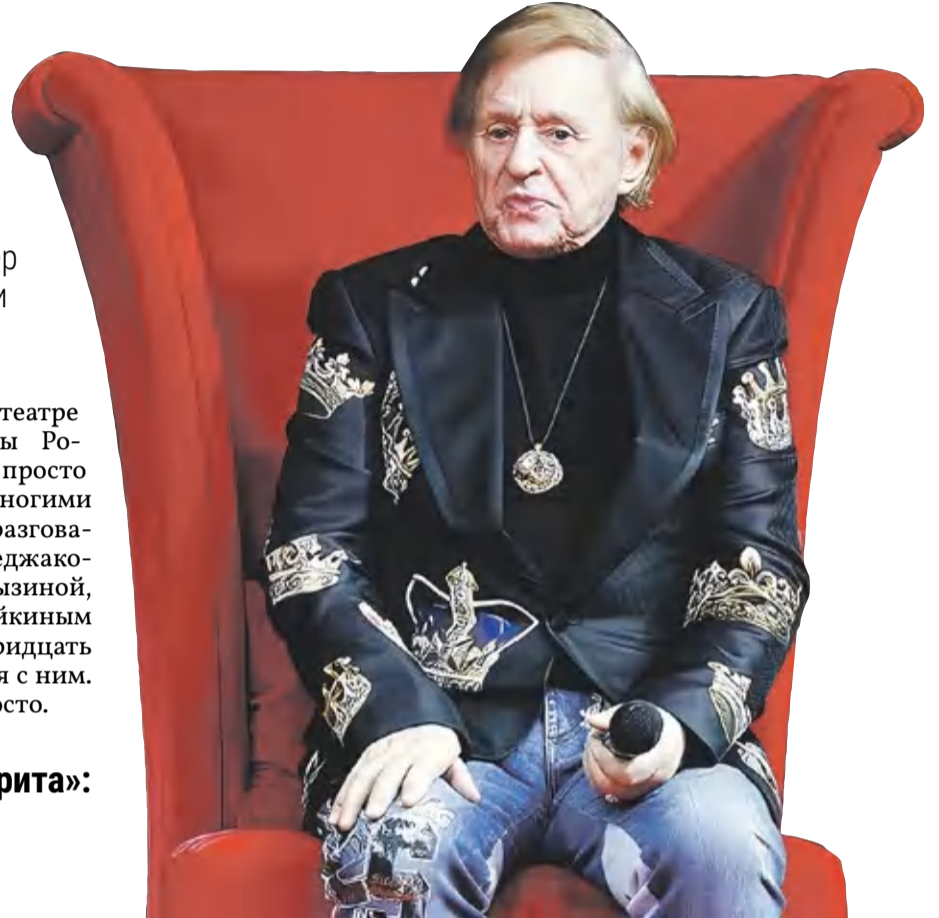 р
и
театре
ы Ро-
просто
ногими
разгова-
еджако-
ызиной,
йкиным
ридцать
я с ним.
осто.
рита»: